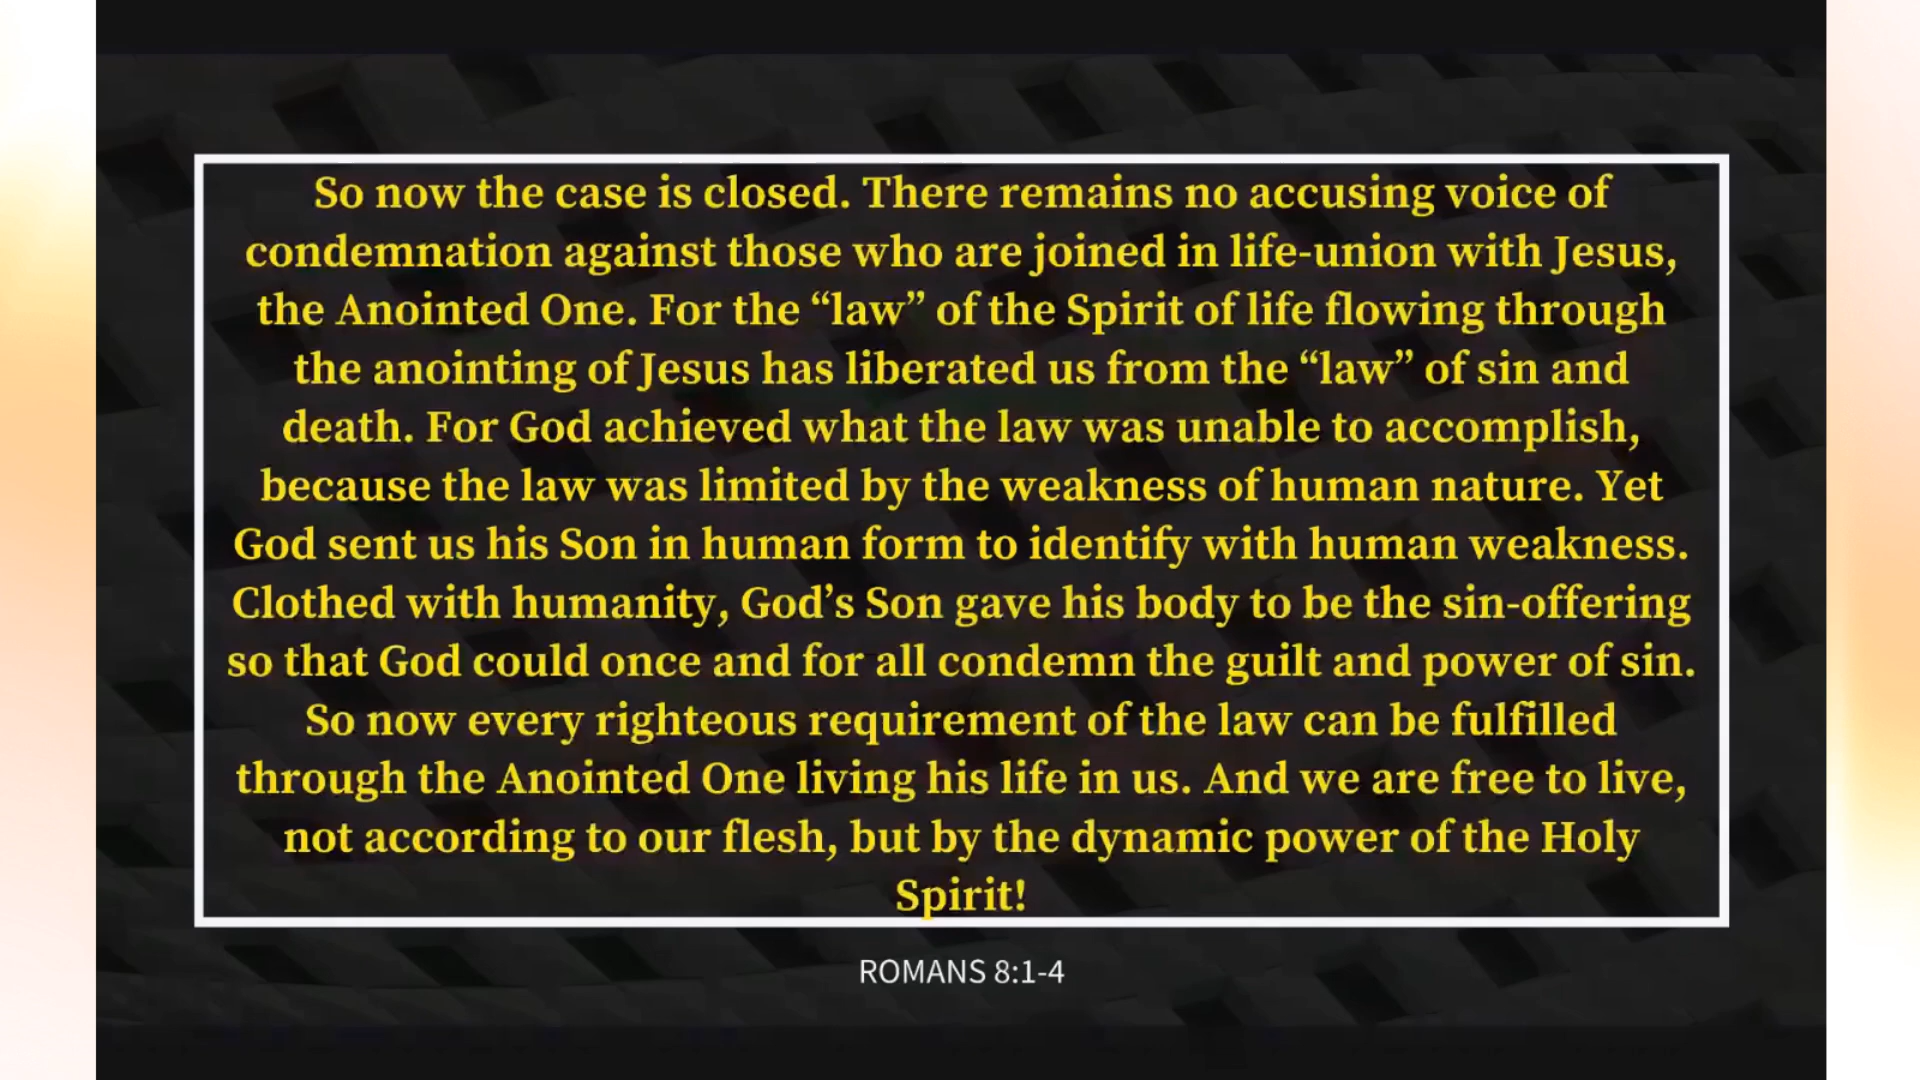 So now the case is closed. There remains no accusing voice of
condemnation against those who are joined in life-union with Jesus,
the Anointed One. For the “law” of the Spirit of life flowing through
the anointing of Jesus has liberated us from the “law” of sin and
death. For God achieved what the law was unable to accomplish,
because the law was limited by the weakness of human nature. Yet
God sent us his Son in human form to identify with human weakness.
Clothed with humanity, God’s Son gave his body to be the sin-offering
so that God could once and for all condemn the guilt and power of sin.
So now every righteous requirement of the law can be fulfilled
through the Anointed One living his life in us. And we are free to live,
not according to our flesh, but by the dynamic power of the Holy
Spirit!
ROMANS 8:1-4